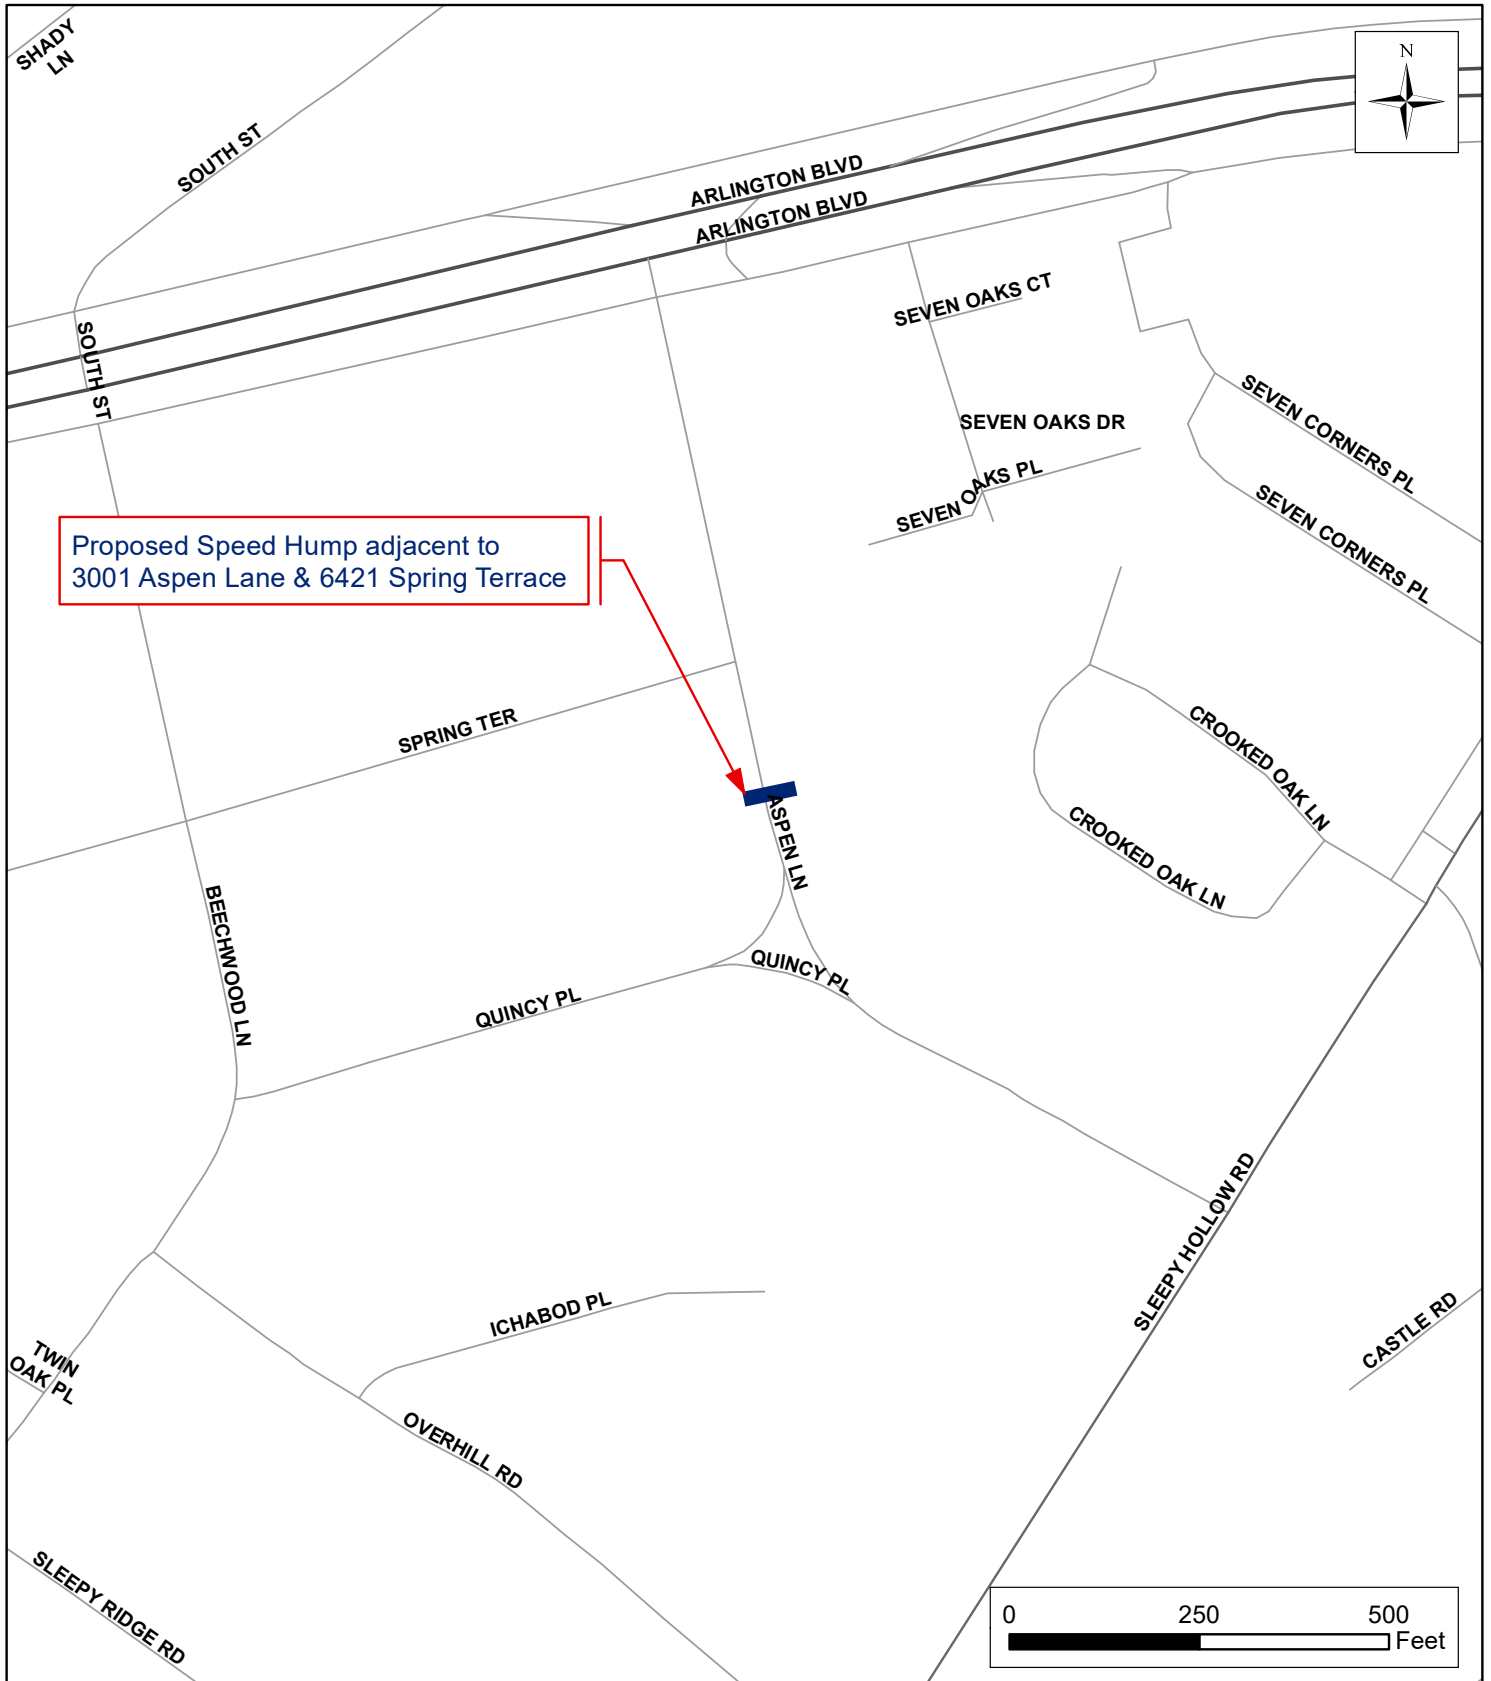 SHADY
LN
N
SOUTH ST
ARLINGTON BLVD
ARLINGTON BLVD
SEVEN OAKS CT
SOUTH ST
SEVEN CORNERS PL
SEVEN OAKS DR
SEVEN OAKS PL
SEVEN CORNERS PL
Proposed Speed Hump adjacent to
3001 Aspen Lane & 6421 Spring Terrace
SPRING TER
CROOKED OAK LN
ASPEN LN
CROOKED OAK LN
BEECHWOOD LN
QUINCY PL
QUINCY PL
SLEEPY HOLLOW RD
ICHABOD PL
CASTLE RD
TWIN
OAK PL
OVERHILL RD
SLEEPY RIDGE RD
0 250 500
Feet